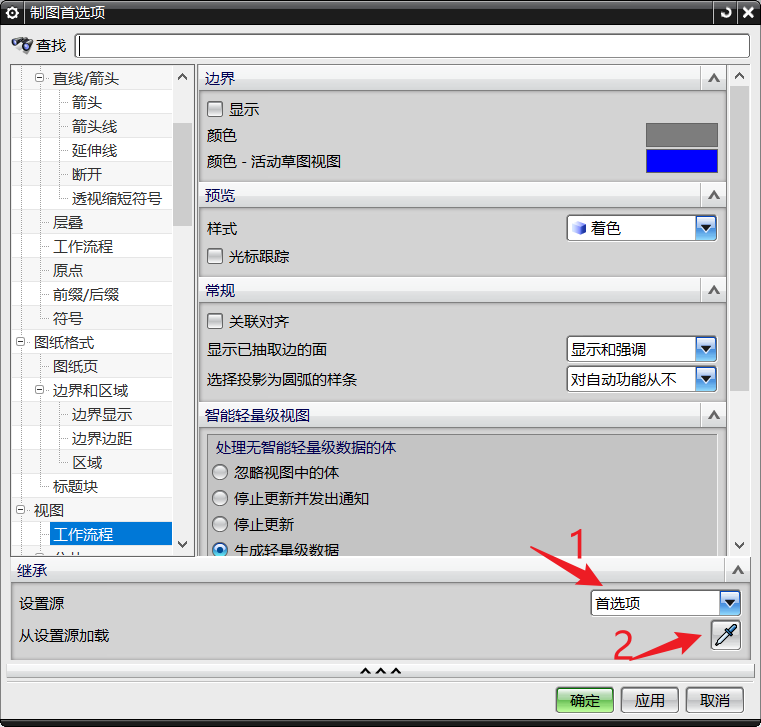 制图首选项
查找
直线/箭头
箭头
箭头线
延伸线
断开
透视缩短符号
层叠
工作流程
原点
前缀/后缀
符号
图纸格式
图纸页
边界和区域
边界显示
边界边距
区域
标题块
视图
工作流程
边界
显示
颜色
颜色 - 活动草图视图
预览
样式
着色
光标跟踪
常规
关联对齐
显示已抽取边的面
显示和强调
选择投影为圆弧的样条
对自动功能从不
智能轻量级视图
处理无智能轻量级数据的体
忽略视图中的体
停止更新并发出通知
停止更新
生成轻量级数据
1
继承
设置源
首选项
从设置源加载
2
确定
应用
取消